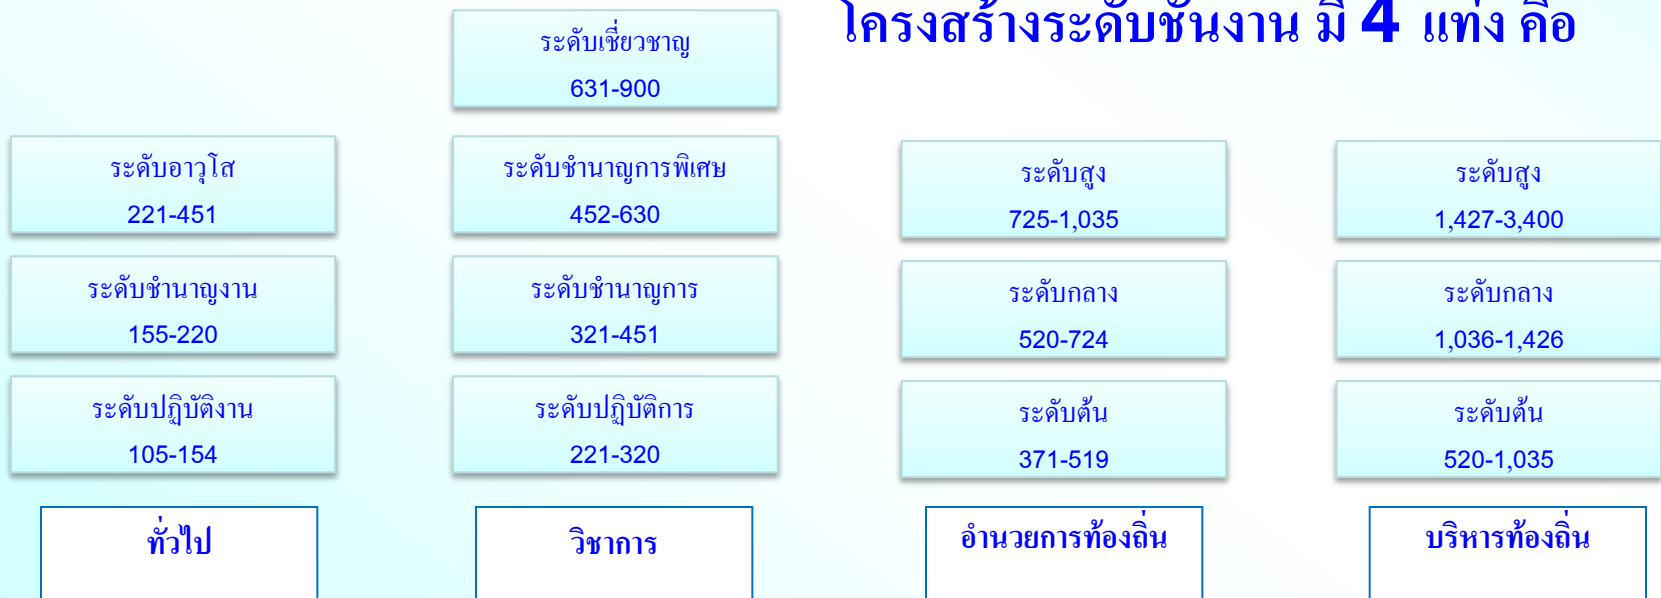 โครงสร้างระดับชั้นงาน มี 4 แท่ง คือ
ระดับเชี่ยวชาญ
631-900
ระดับอาวุโส
221-451
ระดับชำนาญการพิเศษ
452-630
ระดับสูง
725-1,035
ระดับสูง
1,427-3,400
ระดับชำนาญงาน
155-220
ระดับชำนาญการ
321-451
ระดับกลาง
520-724
ระดับกลาง
1,036-1,426
ระดับปฏิบัติงาน
105-154
ระดับปฏิบัติการ
221-320
ระดับต้น
371-519
ระดับต้น
520-1,035
ทั่วไป
วิชาการ
อำนวยการท้องถิ่น
บริหารท้องถิ่น